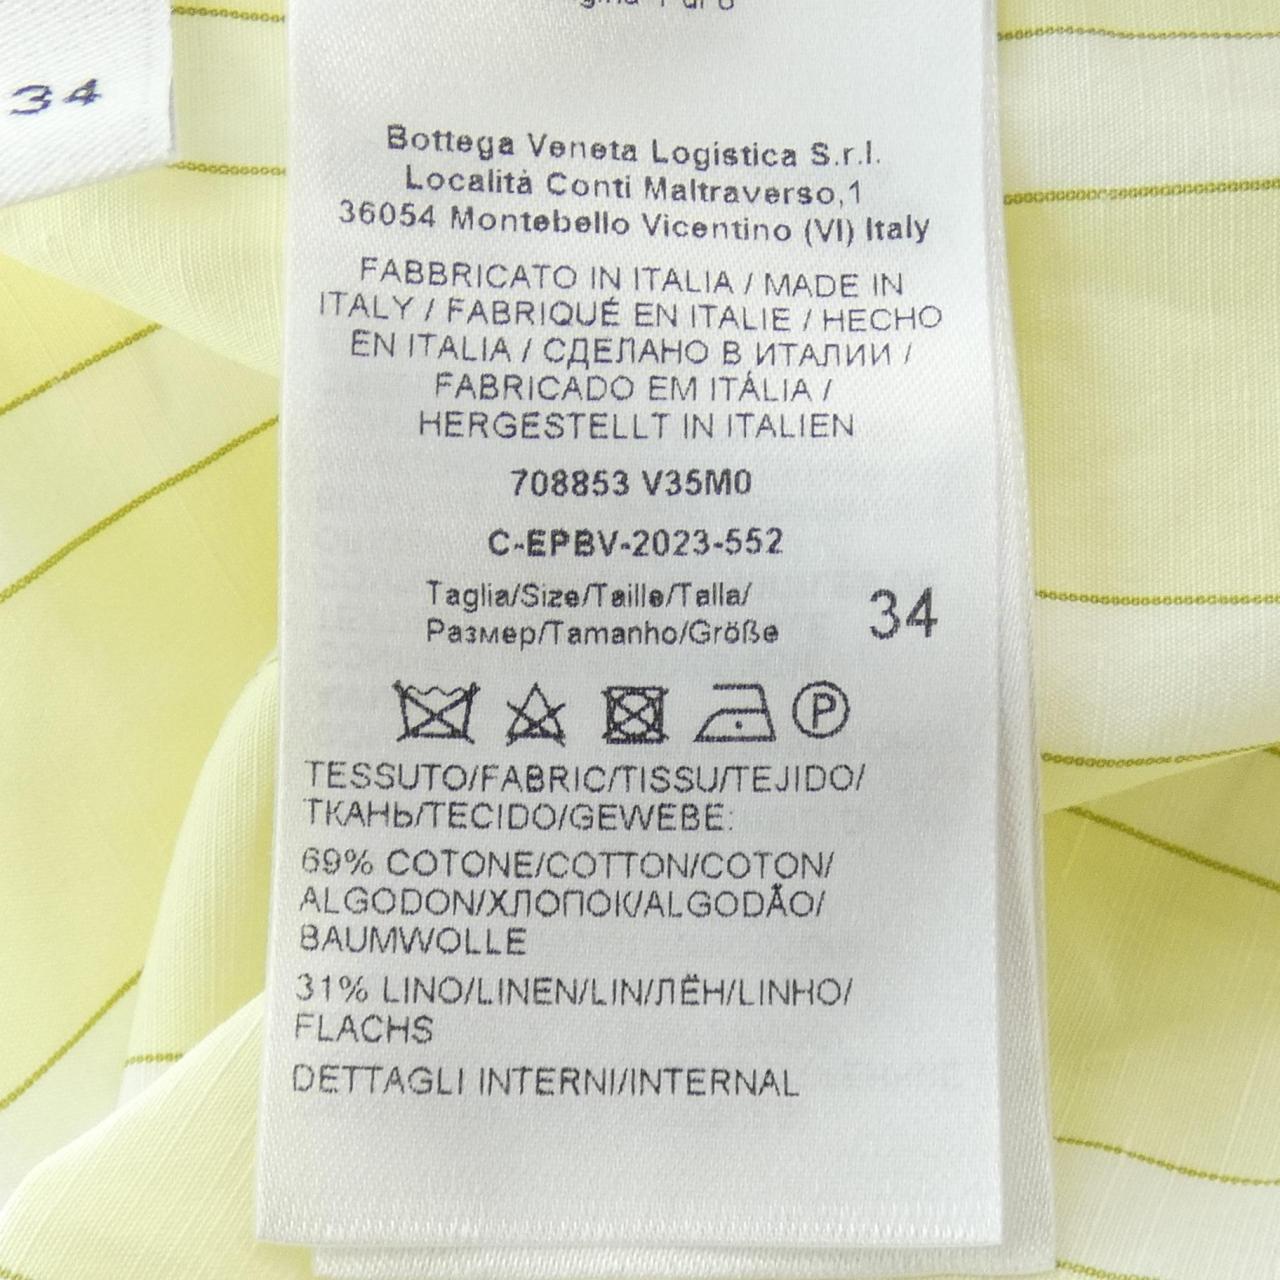 34
Bottega Veneta Logistica S.r.l.
Località Conti Maltraverso,1
36054 Montebello Vicentino (VI) Italy
FABBRICATO IN ITALIA / MADE IN
ITALY / FABRIQUÉ EN ITALIE / HECHO
EN ITALIA / СДЕЛАНО В ИТАЛИИ /
FABRICADO EM ITÁLIA /
HERGESTELLT IN ITALIEN
708853 V35M0
C-EPBV-2023-552
Taglia/Size/Taille/Talla/
Размер/Tamanho/Größe
34
P
TESSUTO/FABRIC/TISSU/TEJIDO/
ТКАНЬ/TECIDO/GEWEBE:
69% COTONE/COTTON/COTON/
ALGODON/ХЛОПОК/ALGODÃO/
BAUMWOLLE
31% LINO/LINEN/LIN/ЛЁН/LINHO/
FLACHS
DETTAGLI INTERNI/INTERNAL